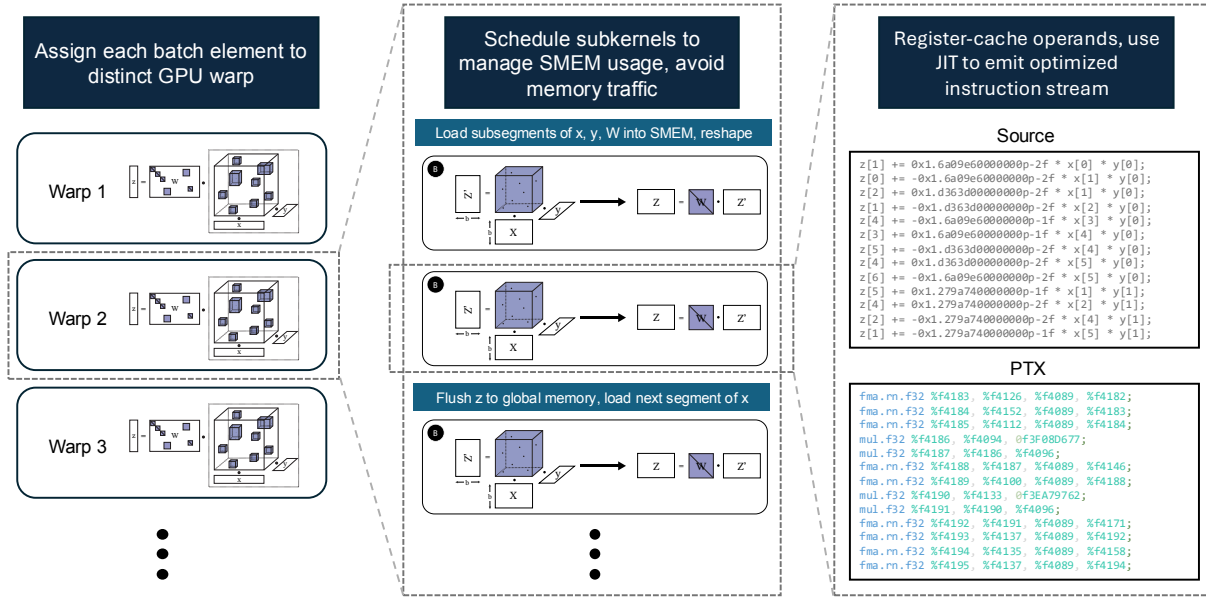 Assign each batch element to
distinct GPU warp
Warp 1
z = W • x y
Warp 2
z = W • x y
Warp 3
z = W • x y
Schedule subkernels to
manage SMEM usage, avoid
memory traffic
Load subsegments of x, y, W into SMEM, reshape
B
Z' = y
b
b X
Z = W • Z'
B
Z' = y
b
b X
Z = W • Z'
Flush z to global memory, load next segment of x
B
Z' = y
b
b X
Z = W • Z'
Register-cache operands, use
JIT to emit optimized
instruction stream
Source
z[1] += 0x1.6a09e60000000p-2f * x[0] * y[0];
z[0] += -0x1.6a09e60000000p-2f * x[1] * y[0];
z[2] += 0x1.d363d00000000p-2f * x[1] * y[0];
z[1] += -0x1.d363d00000000p-2f * x[2] * y[0];
z[4] += -0x1.6a09e60000000p-1f * x[3] * y[0];
z[3] += 0x1.6a09e60000000p-1f * x[4] * y[0];
z[5] += -0x1.d363d00000000p-2f * x[4] * y[0];
z[4] += 0x1.d363d00000000p-2f * x[5] * y[0];
z[6] += -0x1.6a09e60000000p-2f * x[5] * y[0];
z[5] += 0x1.279a740000000p-1f * x[1] * y[1];
z[4] += 0x1.279a740000000p-2f * x[2] * y[1];
z[2] += -0x1.279a740000000p-2f * x[4] * y[1];
z[1] += -0x1.279a740000000p-1f * x[5] * y[1];
PTX
fma.rn.f32 %f4183, %f4126, %f4089, %f4182;
fma.rn.f32 %f4184, %f4152, %f4089, %f4183;
fma.rn.f32 %f4185, %f4112, %f4089, %f4184;
mul.f32 %f4186, %f4094, 0f3F08D677;
mul.f32 %f4187, %f4186, %f4096;
fma.rn.f32 %f4188, %f4187, %f4089, %f4146;
fma.rn.f32 %f4189, %f4100, %f4089, %f4188;
mul.f32 %f4190, %f4133, 0f3EA79762;
mul.f32 %f4191, %f4190, %f4096;
fma.rn.f32 %f4192, %f4191, %f4089, %f4171;
fma.rn.f32 %f4193, %f4137, %f4089, %f4192;
fma.rn.f32 %f4194, %f4135, %f4089, %f4158;
fma.rn.f32 %f4195, %f4137, %f4089, %f4194;